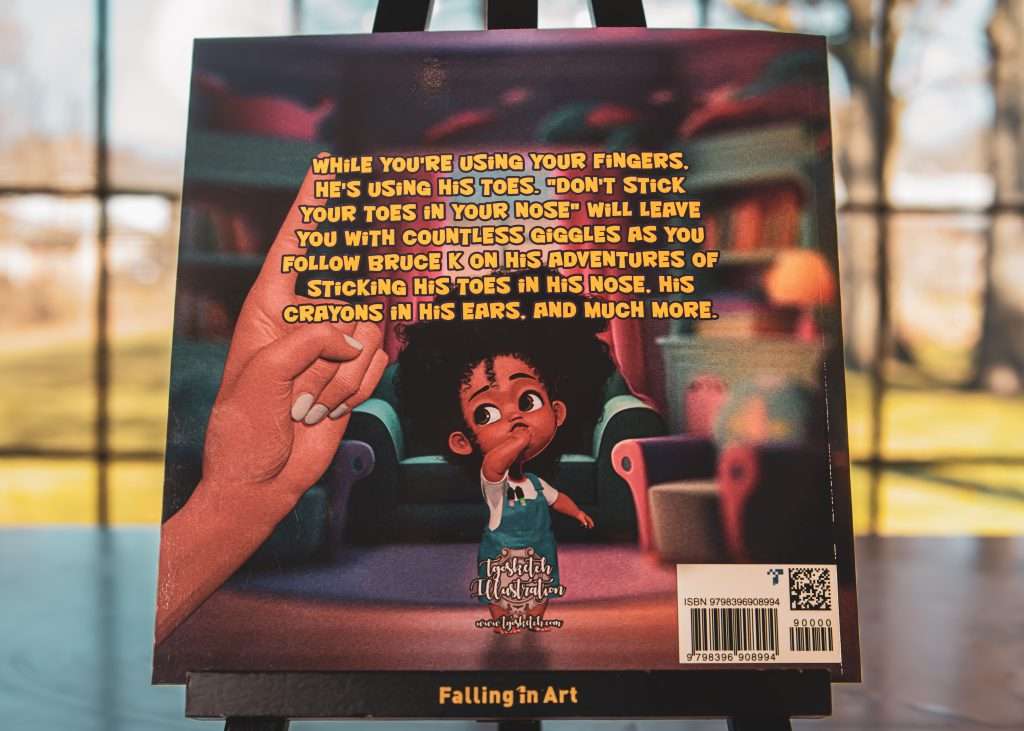 WHILE YOU'RE USING YOUR FINGERS,
HE'S USING HIS TOES. "DON'T STICK
YOUR TOES IN YOUR NOSE" WILL LEAVE
YOU WITH COUNTLESS GIGGLES AS YOU
FOLLOW BRUCE K ON HIS ADVENTURES OF
STICKING HIS TOES IN HIS NOSE, HIS
CRAYONS IN HIS EARS, AND MUCH MORE.
Tgosketch
Illustration
www.tgosketch.com
ISBN 9798396908994
90000
9 798396 908994
Falling in Art